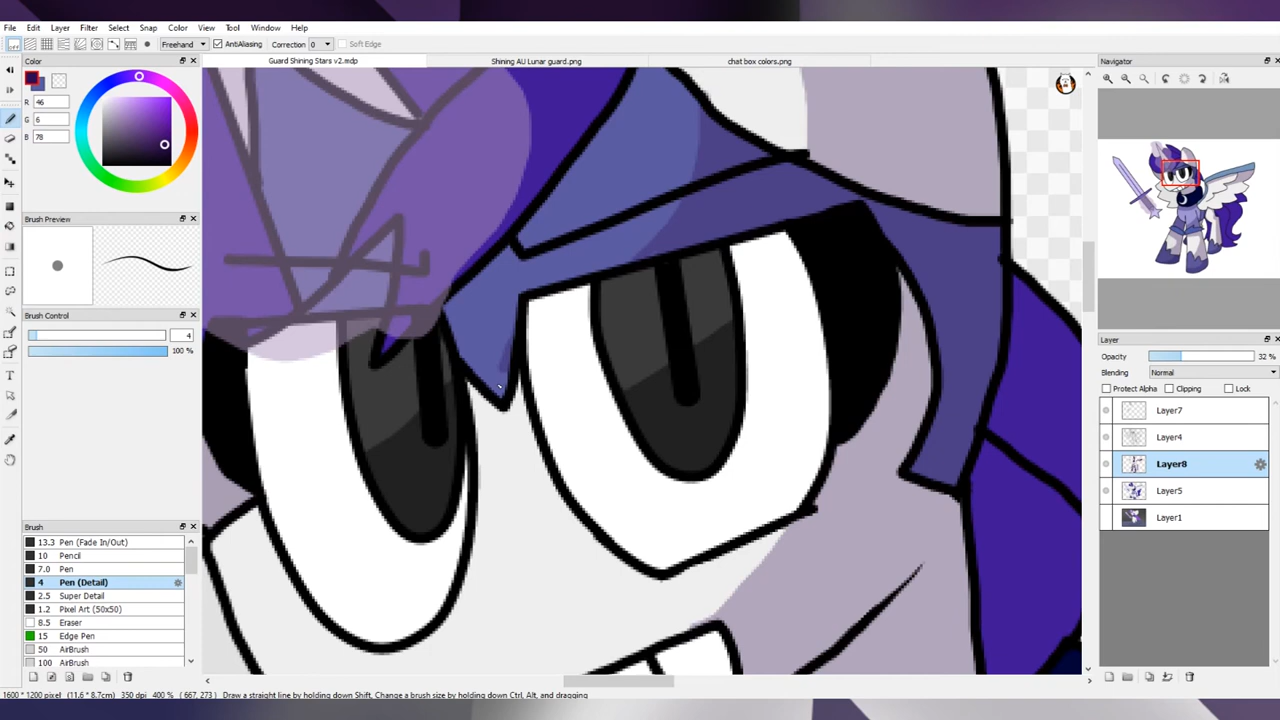 File Edit Layer Filter Select Snap Color View Tool Window Help
OFF Freehand AntiAliasing Correction 0 Soft Edge
Color
Guard Shining Stars v2.mdp Shining AU Lunar guard.png chat box colors.png
Navigator
R 46
G 6
B 78
Brush Preview
Brush Control
4
100 %
Layer
Opacity 32 %
Blending Normal
Protect Alpha Clipping Lock
Layer7
Layer4
Layer8
Layer5
Layer1
Brush
13.3 Pen (Fade In/Out)
10 Pencil
7.0 Pen
4 Pen (Detail)
2.5 Super Detail
1.2 Pixel Art (50x50)
8.5 Eraser
15 Edge Pen
50 AirBrush
100 AirBrush
1600 * 1200 pixel (11.6 * 8.7cm) 350 dpi 400 % ( 667, 273 ) Draw a straight line by holding down Shift, Change a brush size by holding down Ctrl, Alt, and dragging